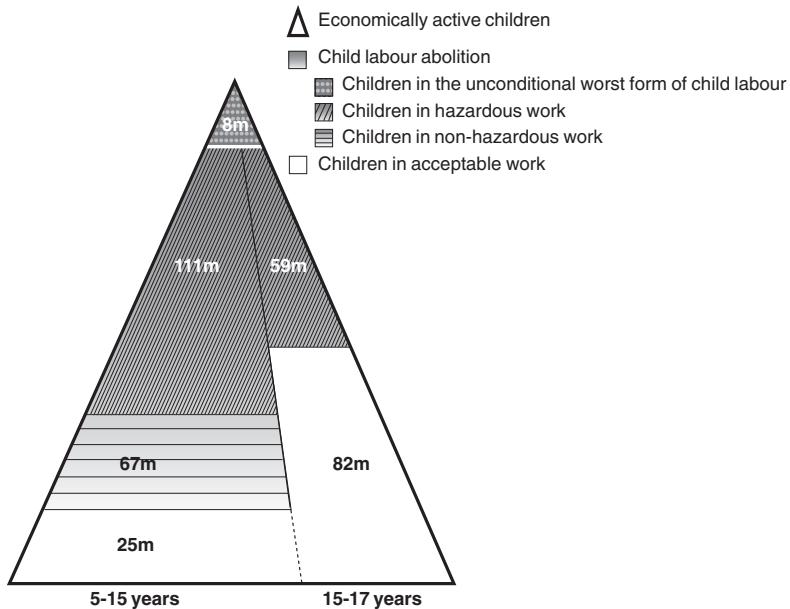 Economically active children
Child labour abolition
Children in the unconditional worst form of child labour
Children in hazardous work
Children in non-hazardous work
Children in acceptable work
8m
111m
59m
67m
82m
25m
5-15 years
15-17 years